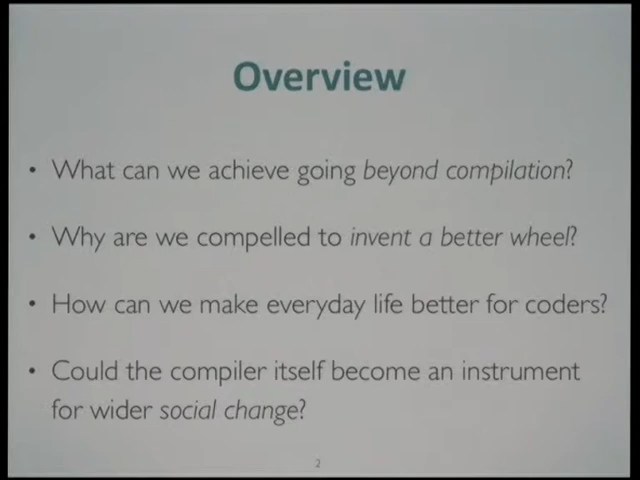 Overview
• What can we achieve going beyond compilation?
• Why are we compelled to invent a better wheel?
• How can we make everyday life better for coders?
• Could the compiler itself become an instrument
for wider social change?
2